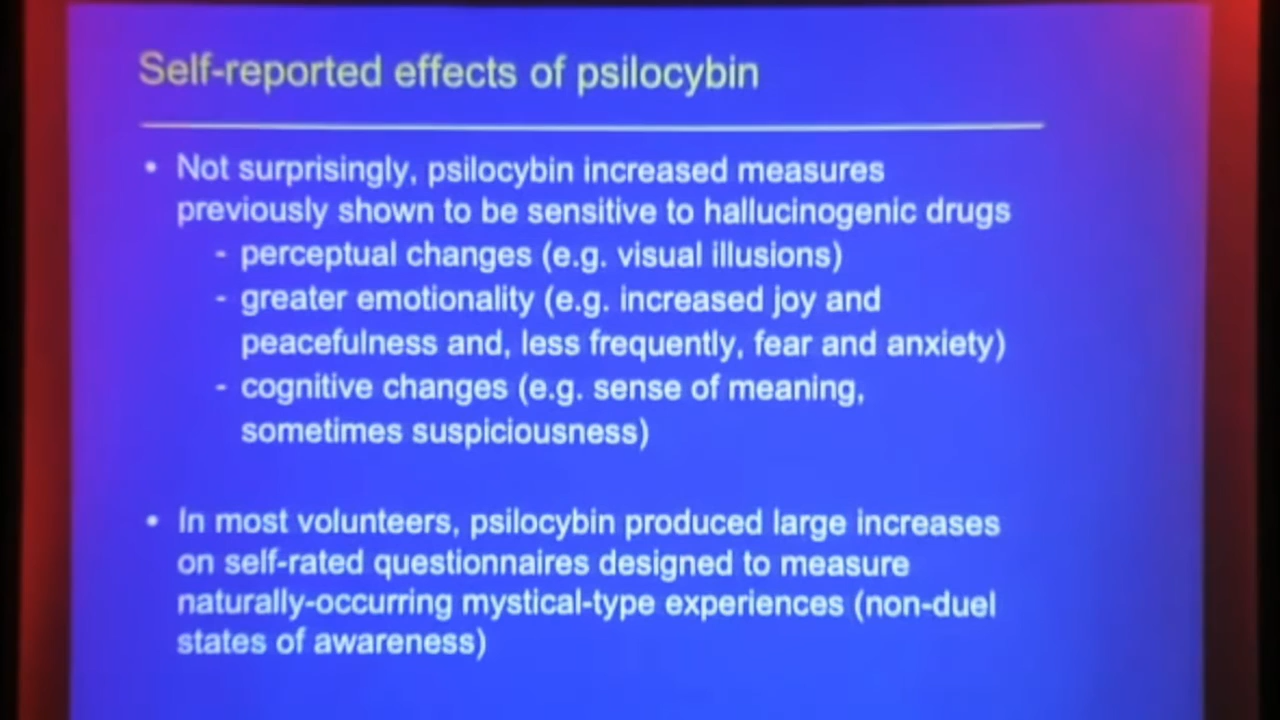 Self-reported effects of psilocybin
• Not surprisingly, psilocybin increased measures
previously shown to be sensitive to hallucinogenic drugs
- perceptual changes (e.g. visual illusions)
- greater emotionality (e.g. increased joy and
peacefulness and, less frequently, fear and anxiety)
- cognitive changes (e.g. sense of meaning,
sometimes suspiciousness)
• In most volunteers, psilocybin produced large increases
on self-rated questionnaires designed to measure
naturally-occurring mystical-type experiences (non-duel
states of awareness)